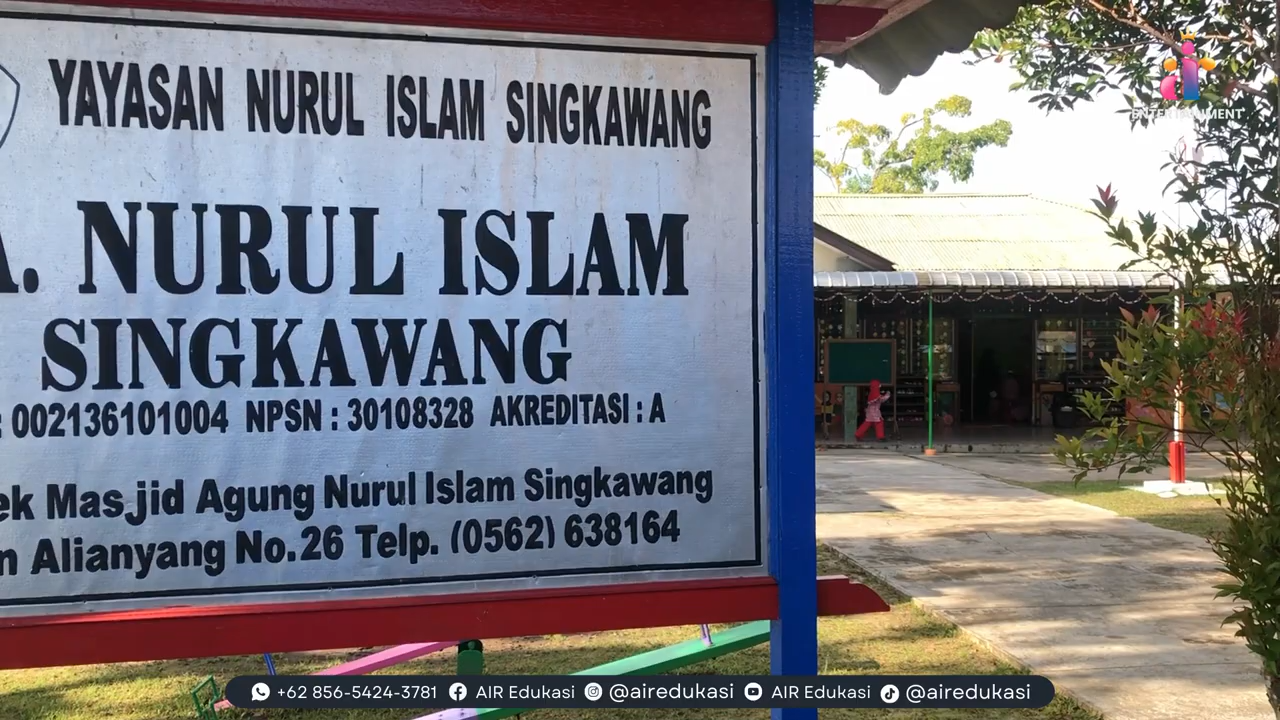 YAYASAN NURUL ISLAM SINGKAWANG
A. NURUL ISLAM
SINGKAWANG
: 002136101004 NPSN : 30108328 AKREDITASI : A
ek Masjid Agung Nurul Islam Singkawang
n Alianyang No.26 Telp. (0562) 638164
ENTERTAINMENT
+62 856-5424-3781 AIR Edukasi @airedukasi AIR Edukasi @airedukasi